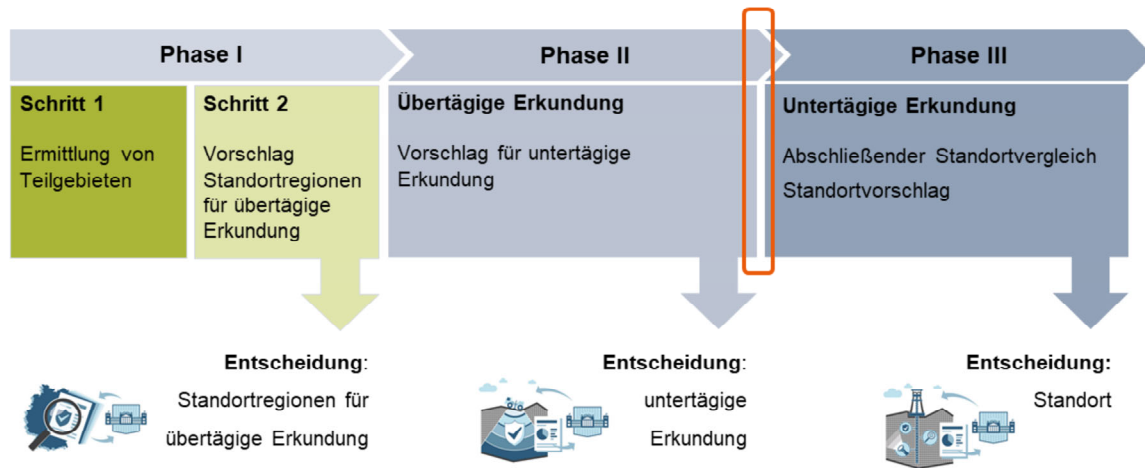 Phase I
Phase II
Phase III
Schritt 1
Ermittlung von
Teilgebieten
Schritt 2
Vorschlag
Standortregionen
für übertägige
Erkundung
Übertägige Erkundung
Vorschlag für untertägige
Erkundung
Untertägige Erkundung
Abschließender Standortvergleich
Standortvorschlag
Entscheidung:
Standortregionen für
übertägige Erkundung
Entscheidung:
untertägige
Erkundung
Entscheidung:
Standort